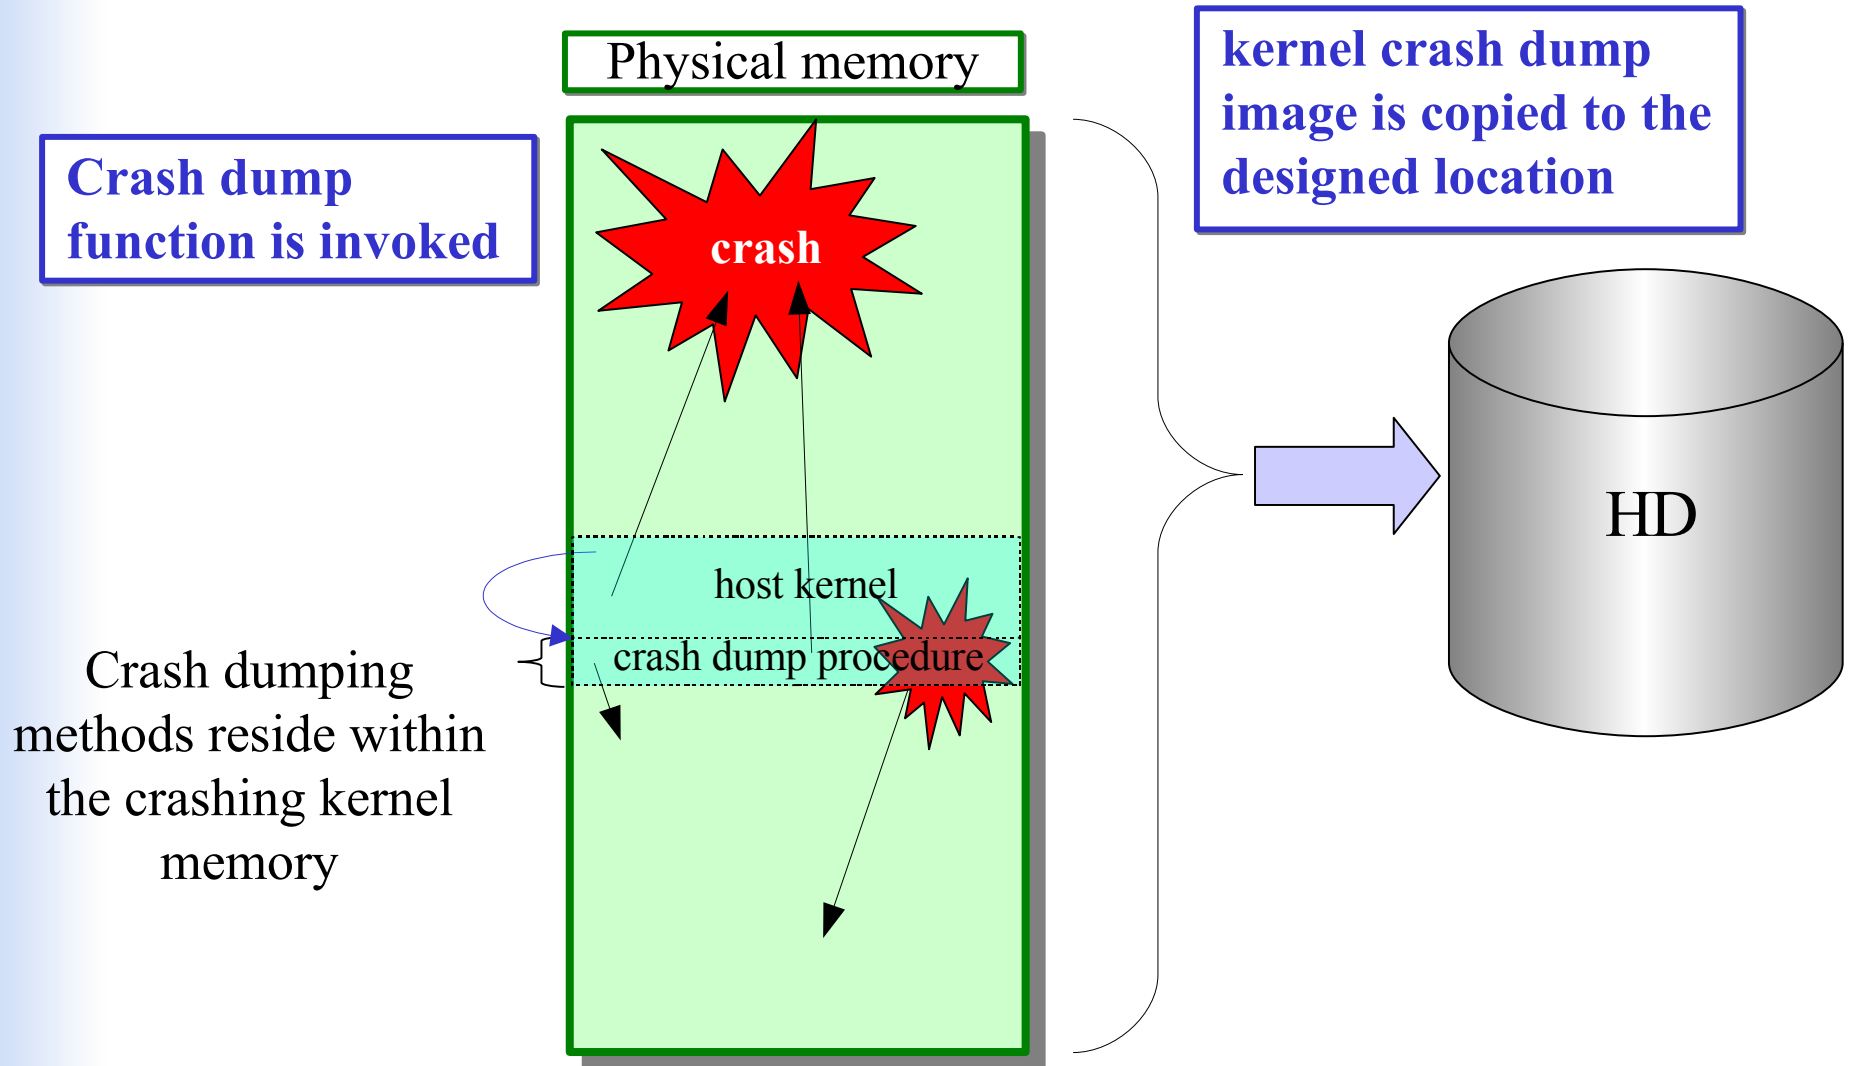 Physical memory
kernel crash dump
image is copied to the
designed location
Crash dump
function is invoked
crash
HD
host kernel
crash dump procedure
Crash dumping
methods reside within
the crashing kernel
memory